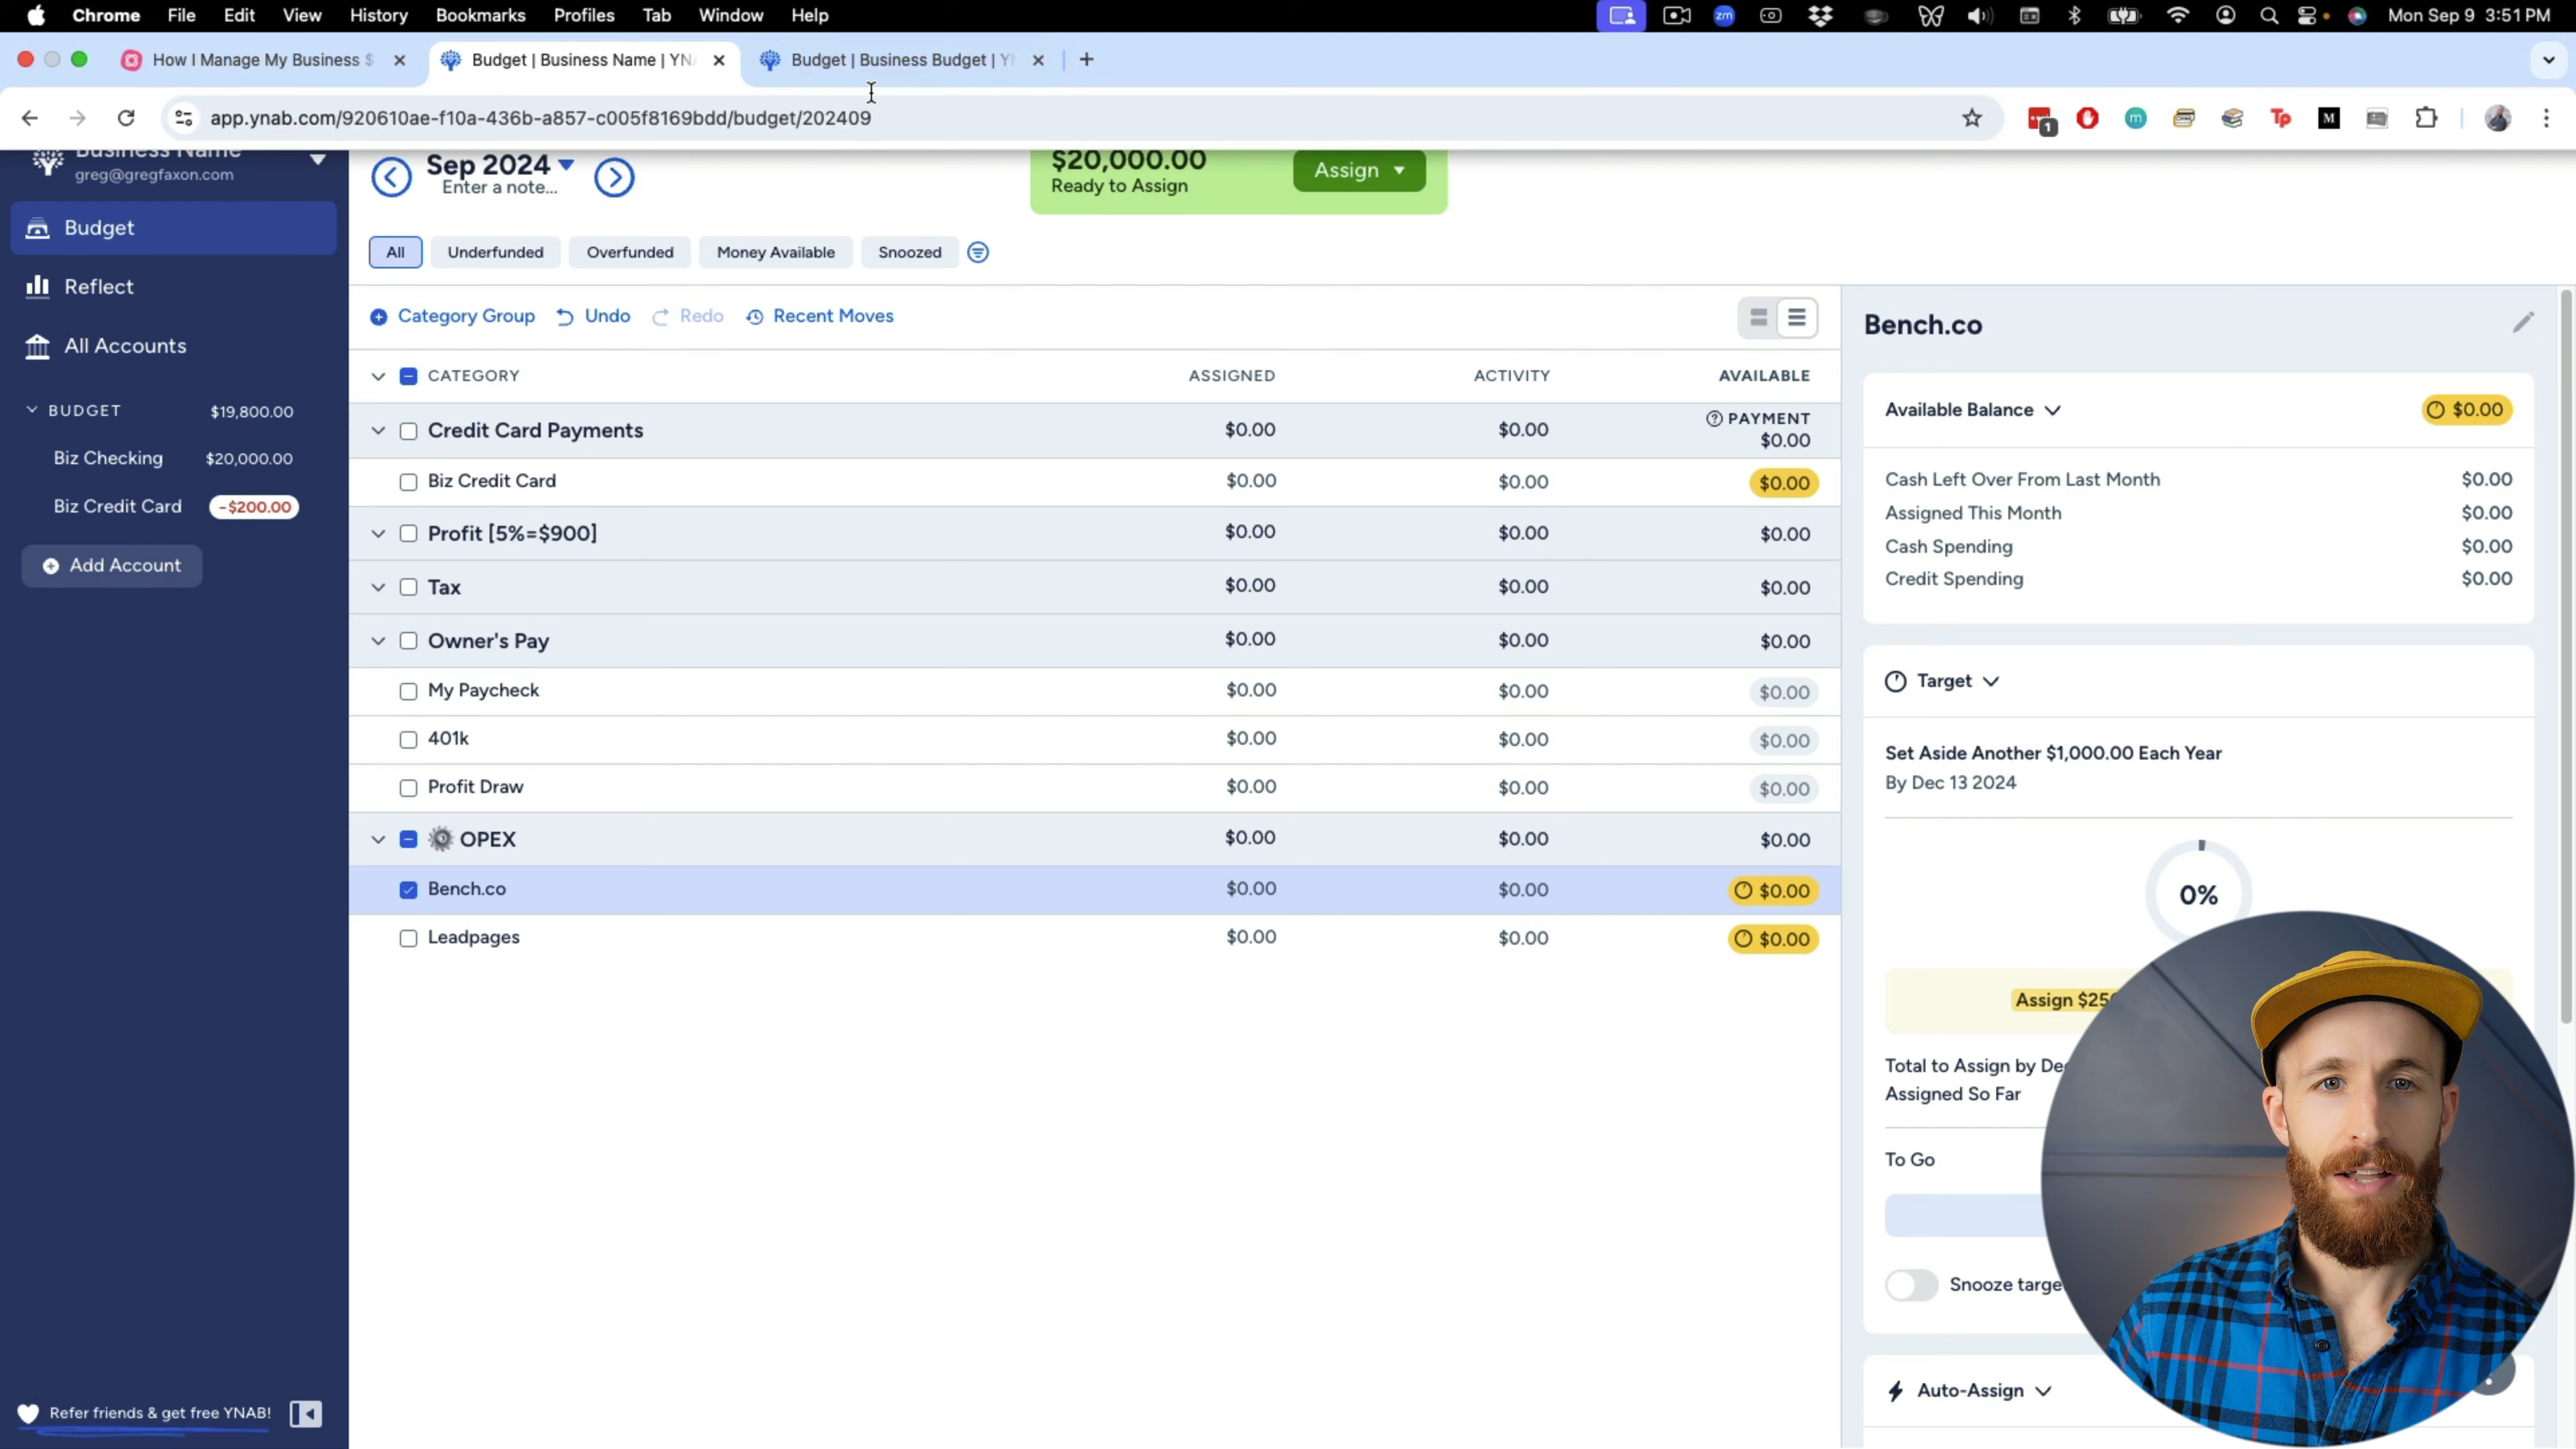 Chrome File Edit View History Bookmarks Profiles Tab Window Help
zm
Mon Sep 9 3:51 PM
How I Manage My Business $
Budget | Business Name | YNA
Budget | Business Budget | Y
app.ynab.com/920610ae-f10a-436b-a857-c005f8169bdd/budget/202409
1
m
Tp
M
Business Name
greg@gregfaxon.com
Budget
Reflect
All Accounts
BUDGET $19,800.00
Biz Checking $20,000.00
Biz Credit Card -$200.00
Add Account
Refer friends & get free YNAB!
Sep 2024
Enter a note...
$20,000.00
Ready to Assign
Assign
All Underfunded Overfunded Money Available Snoozed
Category Group Undo Redo Recent Moves
CATEGORY ASSIGNED ACTIVITY AVAILABLE
Credit Card Payments $0.00 $0.00 PAYMENT
$0.00
Biz Credit Card $0.00 $0.00 $0.00
Profit [5%=$900] $0.00 $0.00 $0.00
Tax $0.00 $0.00 $0.00
Owner's Pay $0.00 $0.00 $0.00
My Paycheck $0.00 $0.00 $0.00
401k $0.00 $0.00 $0.00
Profit Draw $0.00 $0.00 $0.00
OPEX $0.00 $0.00 $0.00
Bench.co $0.00 $0.00 $0.00
Leadpages $0.00 $0.00 $0.00
Bench.co
Available Balance $0.00
Cash Left Over From Last Month $0.00
Assigned This Month $0.00
Cash Spending $0.00
Credit Spending $0.00
Target
Set Aside Another $1,000.00 Each Year
By Dec 13 2024
0%
Assign $25
Total to Assign by De
Assigned So Far
To Go
Snooze targe
Auto-Assign